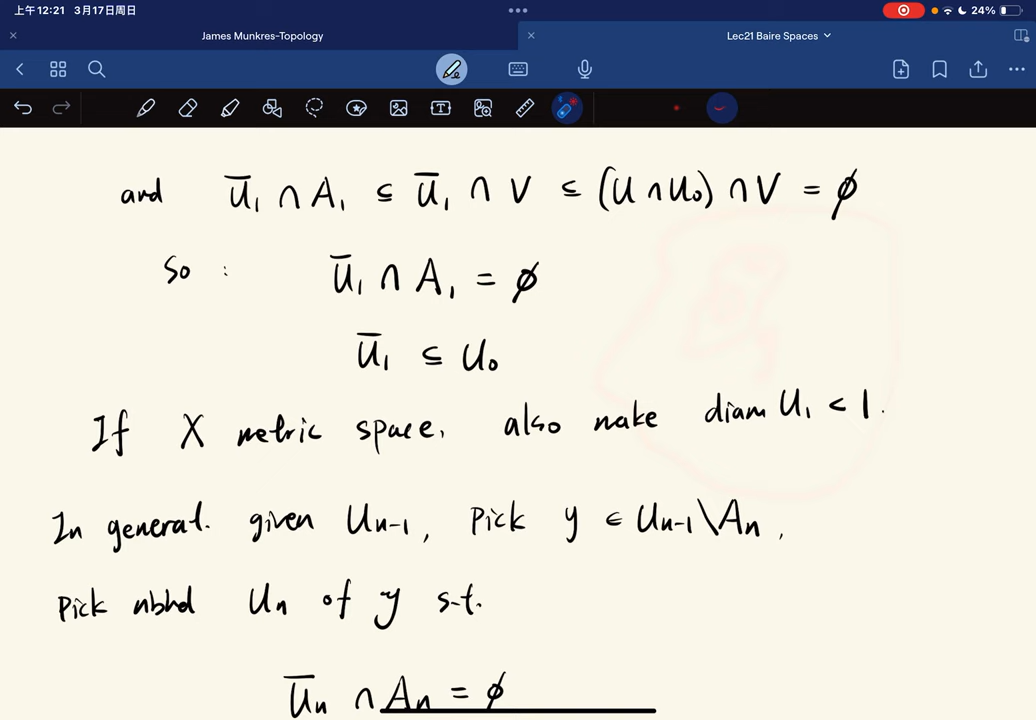 上午12:21 3月17日周日
24%
James Munkres-Topology
Lec21 Baire Spaces
and Ū₁ ∩ A₁ ⊆ Ū₁ ∩ V ⊆ (U ∩ U₀) ∩ V = ∅
So : Ū₁ ∩ A₁ = ∅
Ū₁ ⊆ U₀
If X metric space, also make diam U₁ < 1.
In general. given Uₙ₋₁, Pick y ∈ Uₙ₋₁\Aₙ,
Pick nbhd Uₙ of y s.t.
Ūₙ ∩ Aₙ = ∅